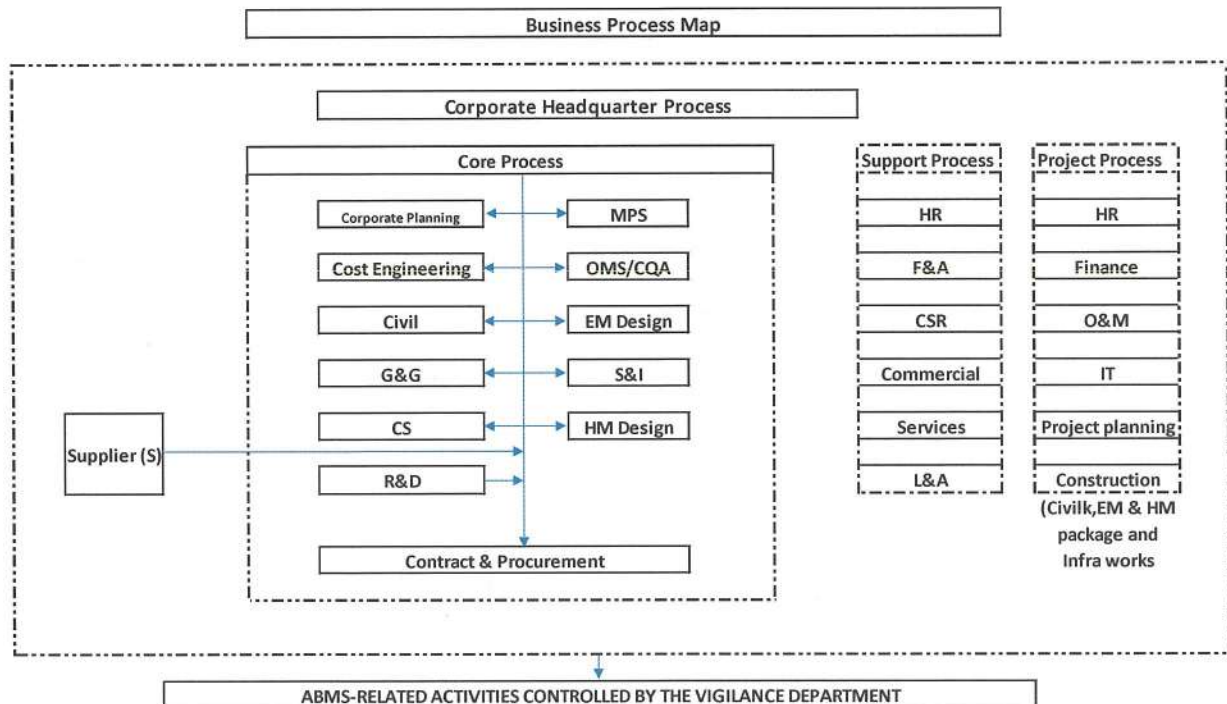 Business Process Map
Corporate Headquarter Process
Core Process
Support Process
Project Process
Corporate Planning
MPS
HR
HR
Cost Engineering
OMS/CQA
F&A
Finance
Civil
EM Design
CSR
O&M
G&G
S&I
Commercial
IT
CS
HM Design
Services
Project planning
Supplier (S)
R&D
L&A
Construction
(Civilk,EM & HM
package and
Infra works
Contract & Procurement
ABMS-RELATED ACTIVITIES CONTROLLED BY THE VIGILANCE DEPARTMENT